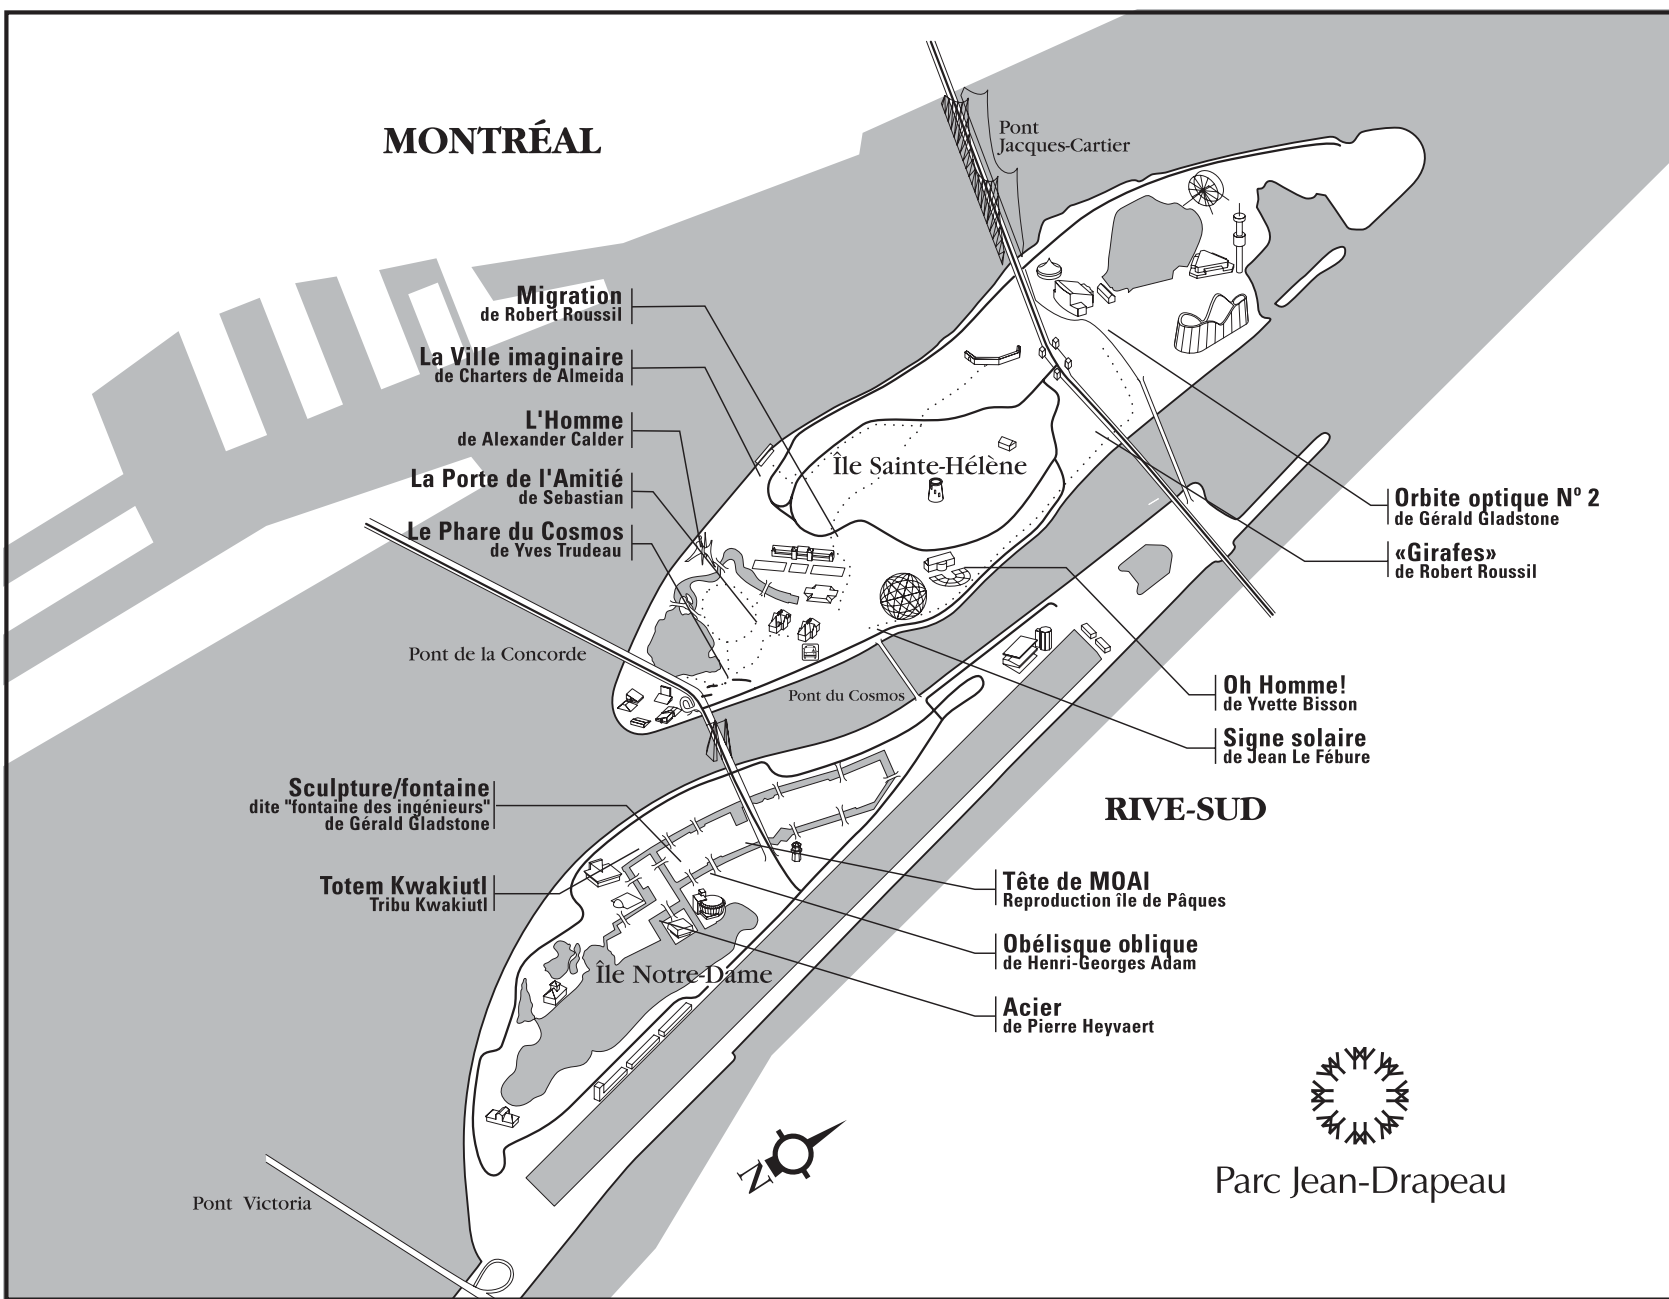 MONTRÉAL
Pont
Jacques-Cartier
Migration
de Robert Roussil
La Ville imaginaire
de Charters de Almeida
L'Homme
de Alexander Calder
La Porte de l'Amitié
de Sebastian
Le Phare du Cosmos
de Yves Trudeau
Île Sainte-Hélène
Orbite optique Nº 2
de Gérald Gladstone
«Girafes»
de Robert Roussil
Pont de la Concorde
Pont du Cosmos
Oh Homme!
de Yvette Bisson
Signe solaire
de Jean Le Fébure
Sculpture/fontaine
dite "fontaine des ingénieurs"
de Gérald Gladstone
RIVE-SUD
Totem Kwakiutl
Tribu Kwakiutl
Tête de MOAI
Reproduction île de Pâques
Obélisque oblique
de Henri-Georges Adam
Île Notre-Dame
Acier
de Pierre Heyvaert
N
Parc Jean-Drapeau
Pont Victoria